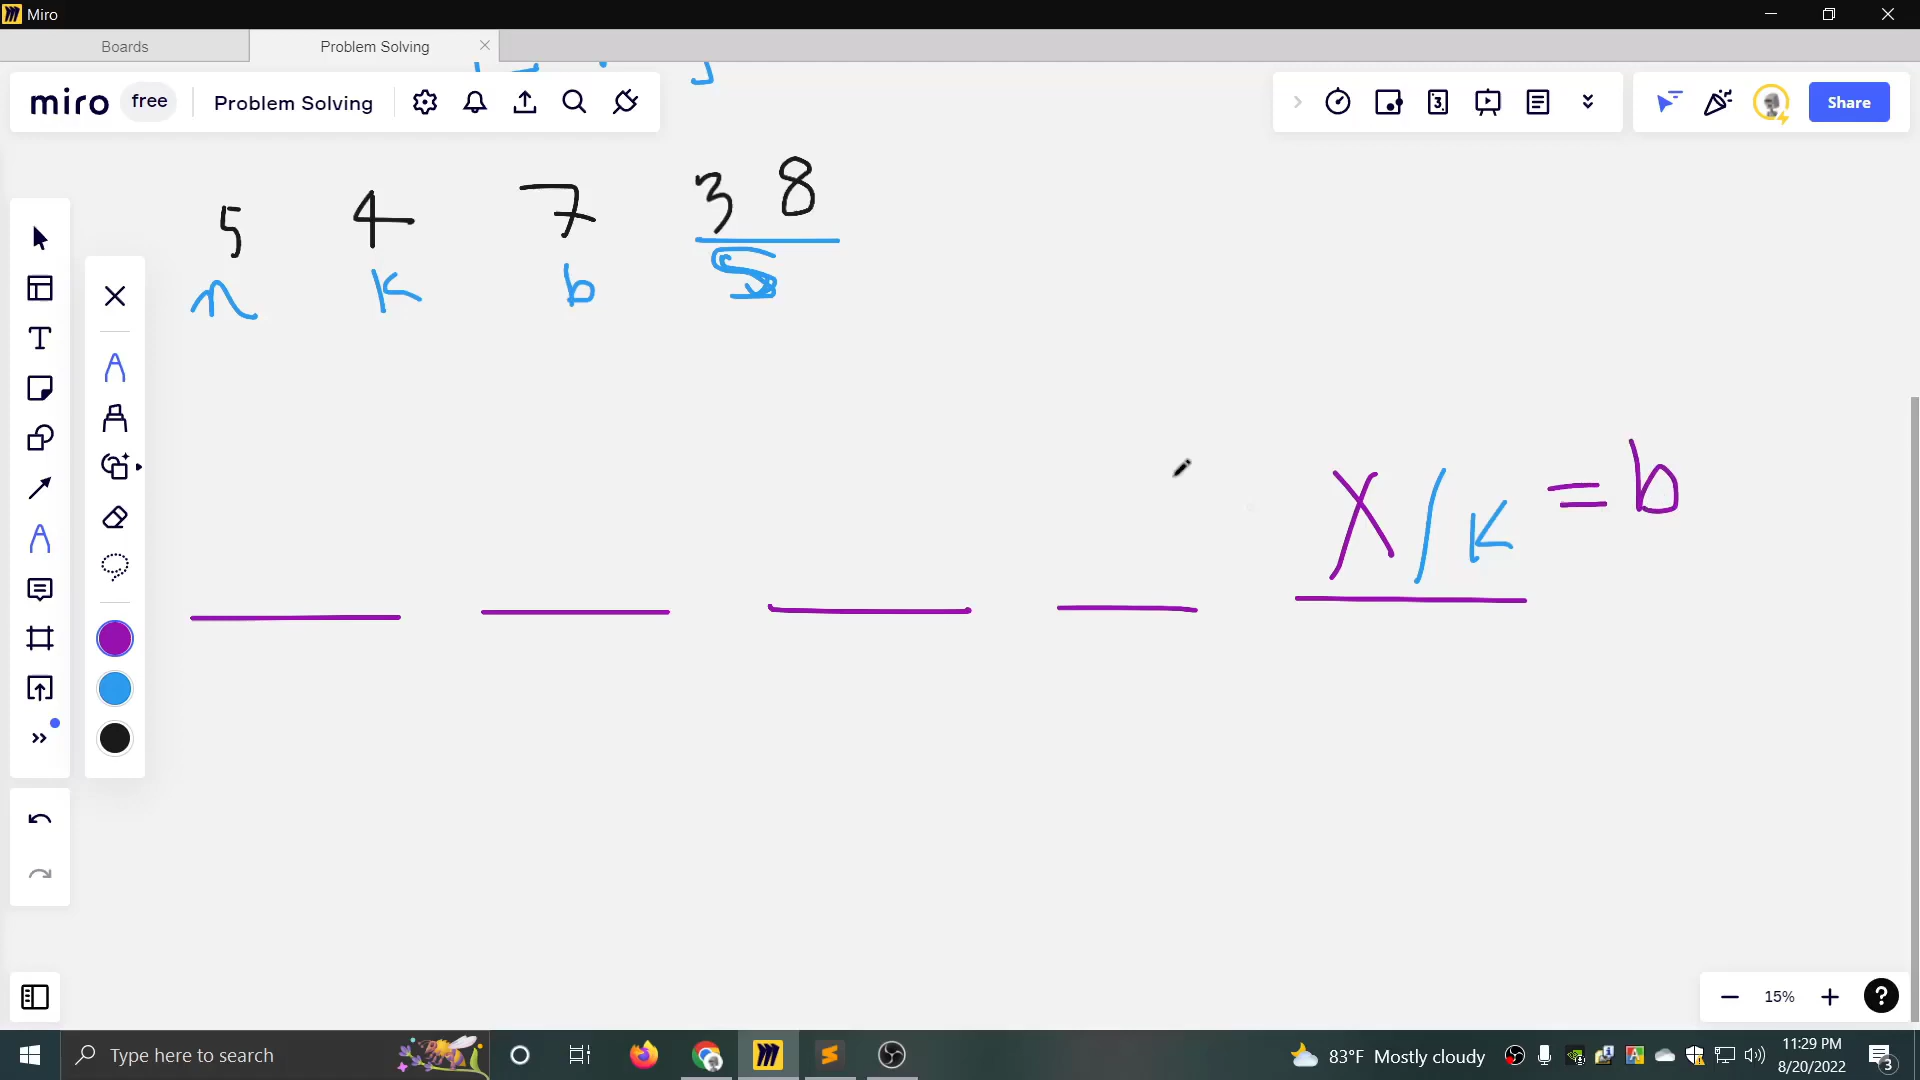 Miro
Boards
Problem Solving
miro free Problem Solving
Share
5 4 7 3 8
n k b S
X/K = b
15%
Type here to search
83°F Mostly cloudy
11:29 PM
8/20/2022
3